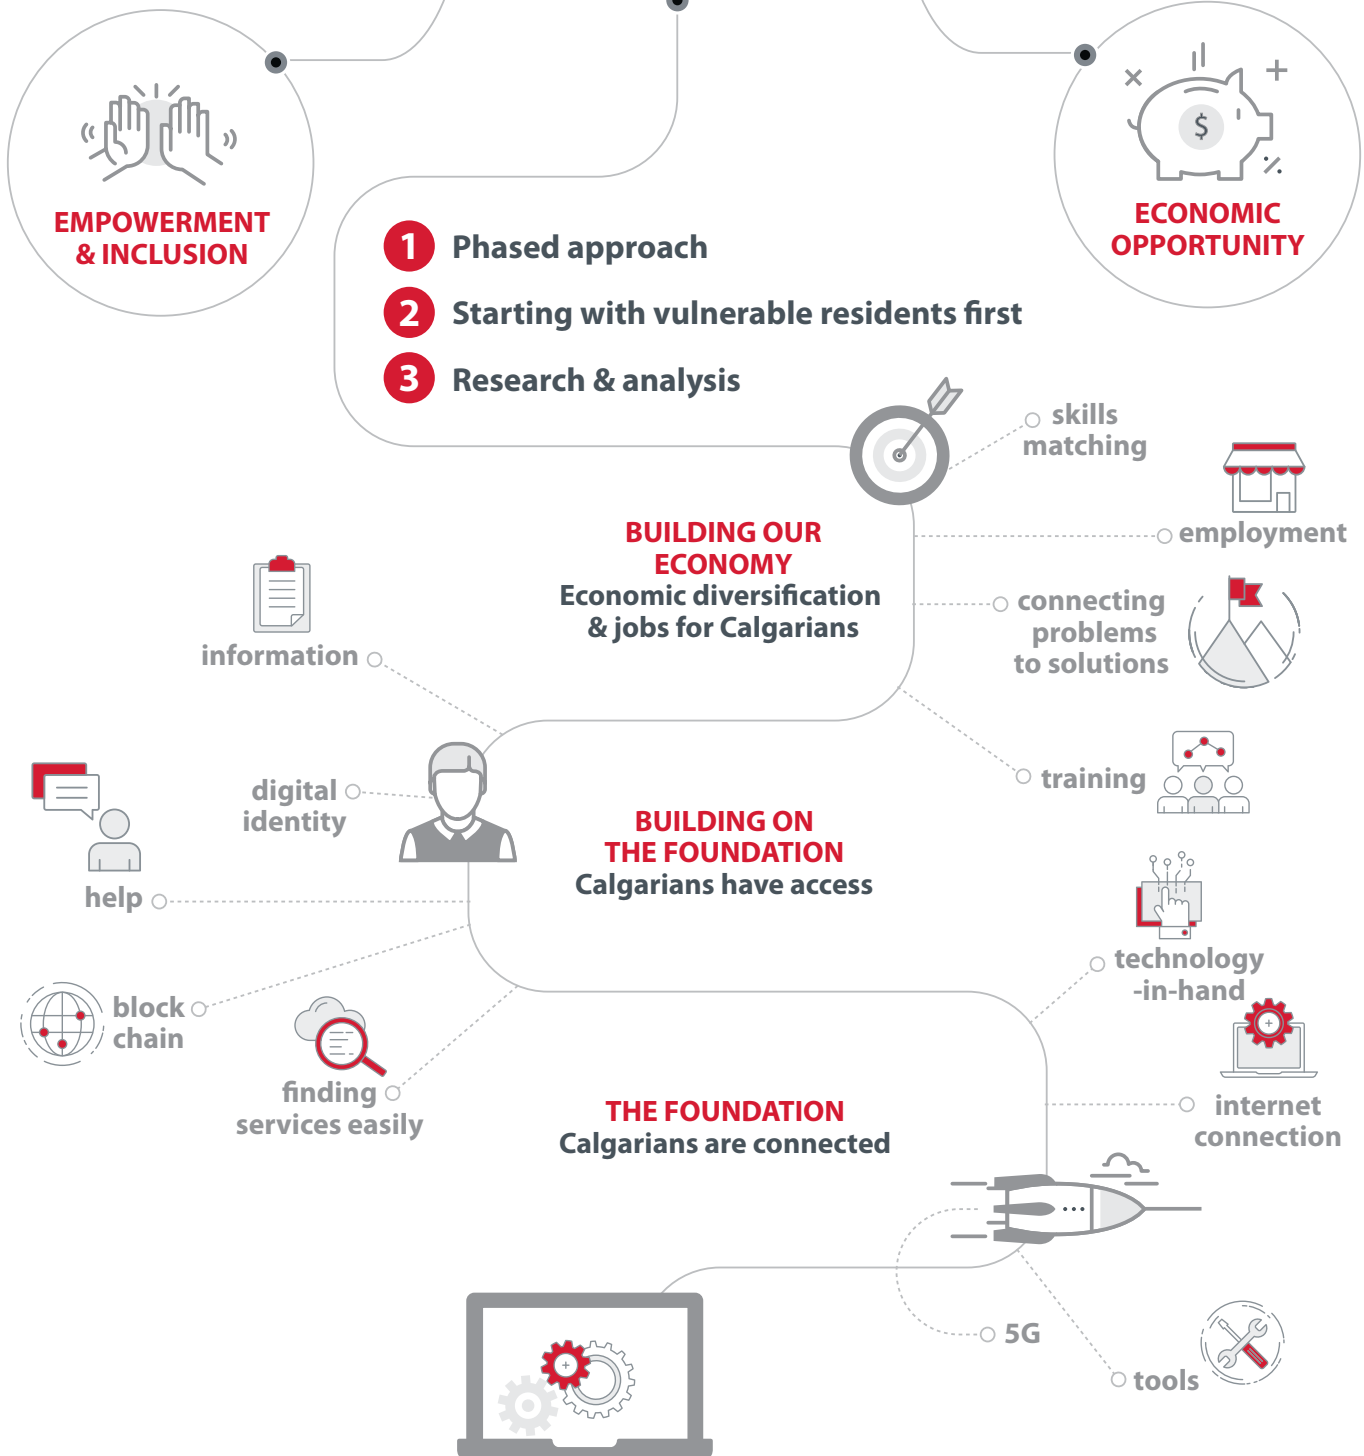 EMPOWERMENT
& INCLUSION
$
ECONOMIC
OPPORTUNITY
1 Phased approach
2 Starting with vulnerable residents first
3 Research & analysis
skills
matching
employment
connecting
problems
to solutions
training
BUILDING OUR
ECONOMY
Economic diversification
& jobs for Calgarians
information
digital
identity
help
block
chain
finding
services easily
BUILDING ON
THE FOUNDATION
Calgarians have access
technology
-in-hand
internet
connection
THE FOUNDATION
Calgarians are connected
5G
tools